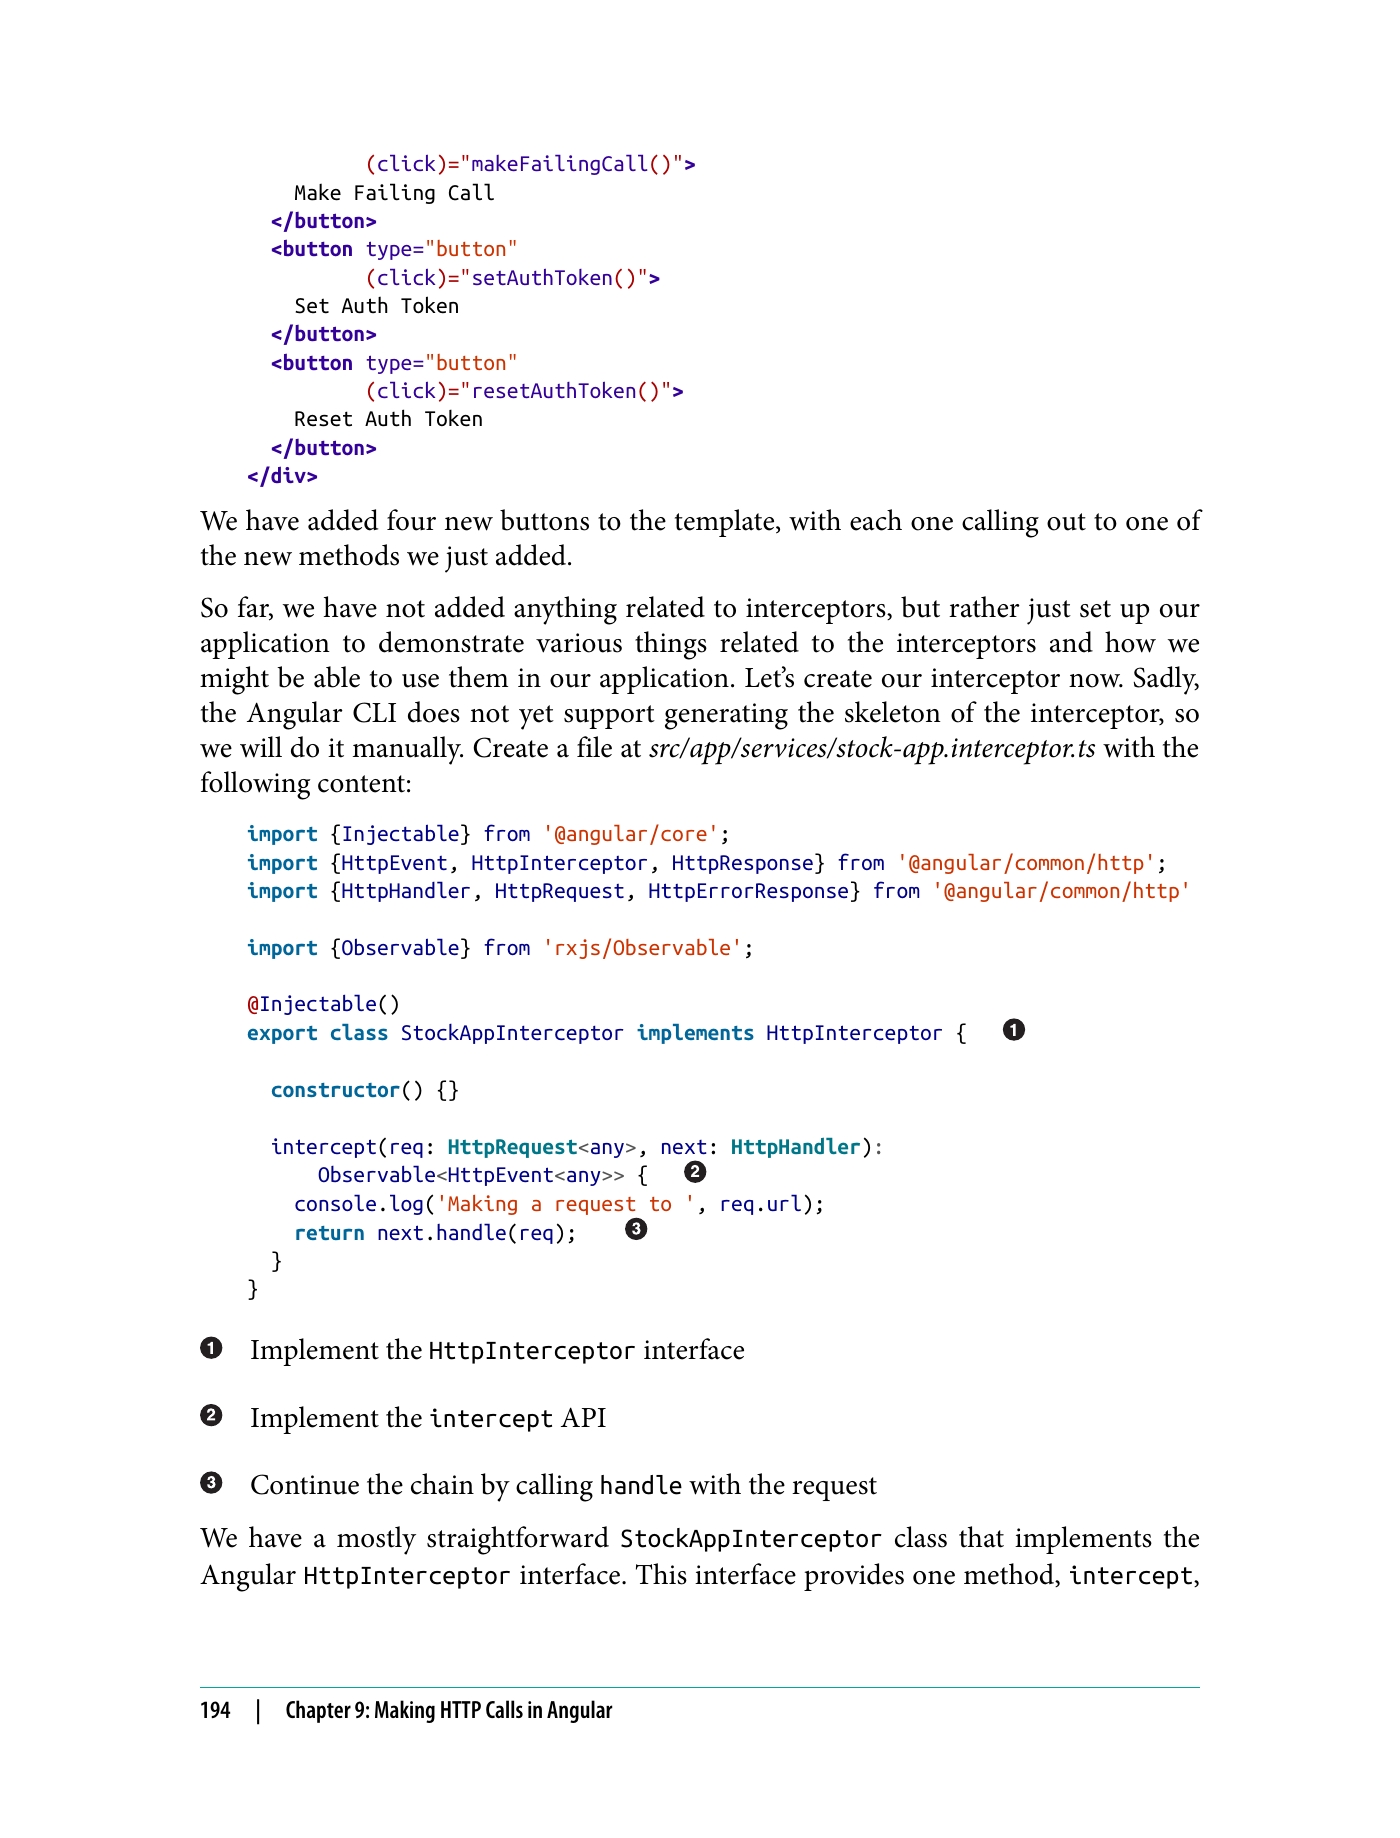 (click)="makeFailingCall()">
Make Failing Call
</button>
<button type="button"
(click)="setAuthToken()">
Set Auth Token
</button>
<button type="button"
(click)="resetAuthToken()">
Reset Auth Token
</button>
</div>
We have added four new buttons to the template, with each one calling out to one of
the new methods we just added.
So far, we have not added anything related to interceptors, but rather just set up our
application to demonstrate various things related to the interceptors and how we
might be able to use them in our application. Let’s create our interceptor now. Sadly,
the Angular CLI does not yet support generating the skeleton of the interceptor, so
we will do it manually. Create a file at src/app/services/stock-app.interceptor.ts with the
following content:
import {Injectable} from '@angular/core';
import {HttpEvent, HttpInterceptor, HttpResponse} from '@angular/common/http';
import {HttpHandler, HttpRequest, HttpErrorResponse} from '@angular/common/http'
import {Observable} from 'rxjs/Observable';
@Injectable()
export class StockAppInterceptor implements HttpInterceptor { 1
constructor() {}
intercept(req: HttpRequest<any>, next: HttpHandler):
Observable<HttpEvent<any>> { 2
console.log('Making a request to ', req.url);
return next.handle(req); 3
}
}
1 Implement the HttpInterceptor interface
2 Implement the intercept API
3 Continue the chain by calling handle with the request
We have a mostly straightforward StockAppInterceptor class that implements the
Angular HttpInterceptor interface. This interface provides one method, intercept,
194 | Chapter 9: Making HTTP Calls in Angular